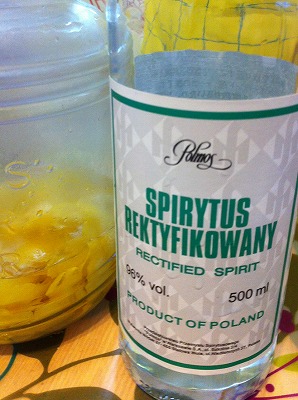 Polmos
SPIRYTUS
REKTYFIKOWANY
RECTIFIED SPIRIT
96% vol.
500 ml
PRODUCT OF POLAND